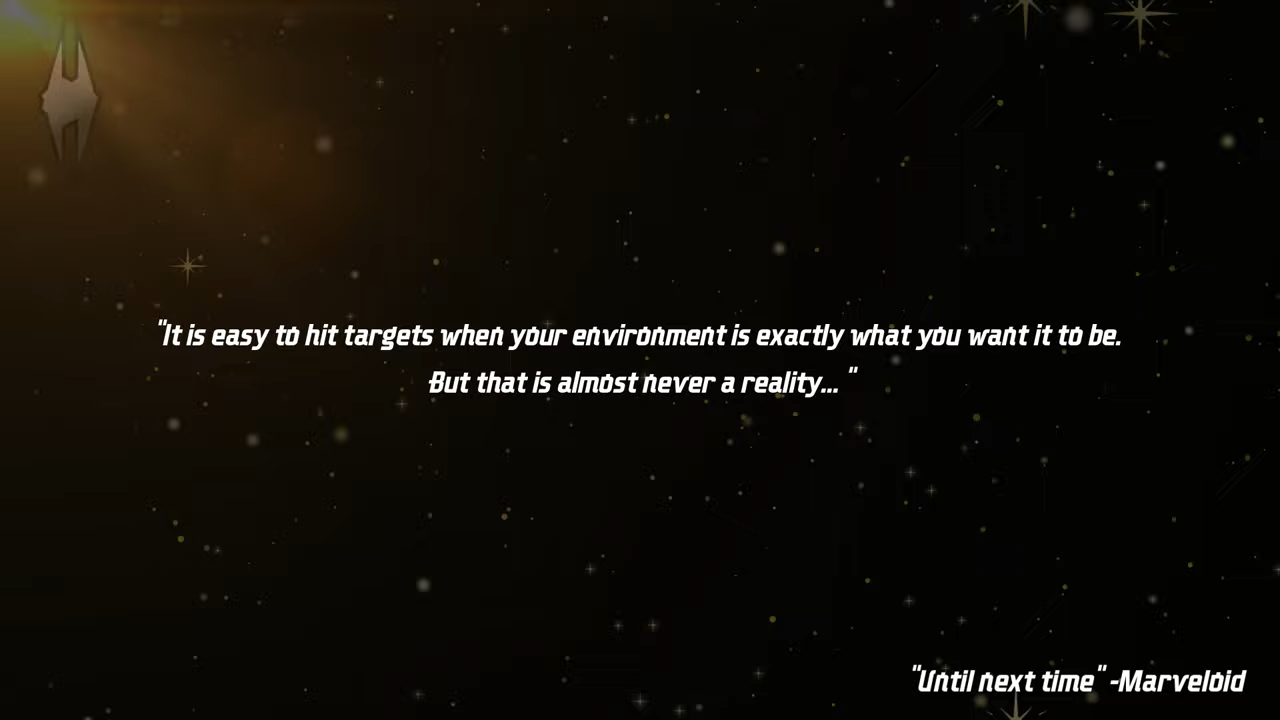 "It is easy to hit targets when your environment is exactly what you want it to be.
But that is almost never a reality... "
"Until next time" -Marveloid